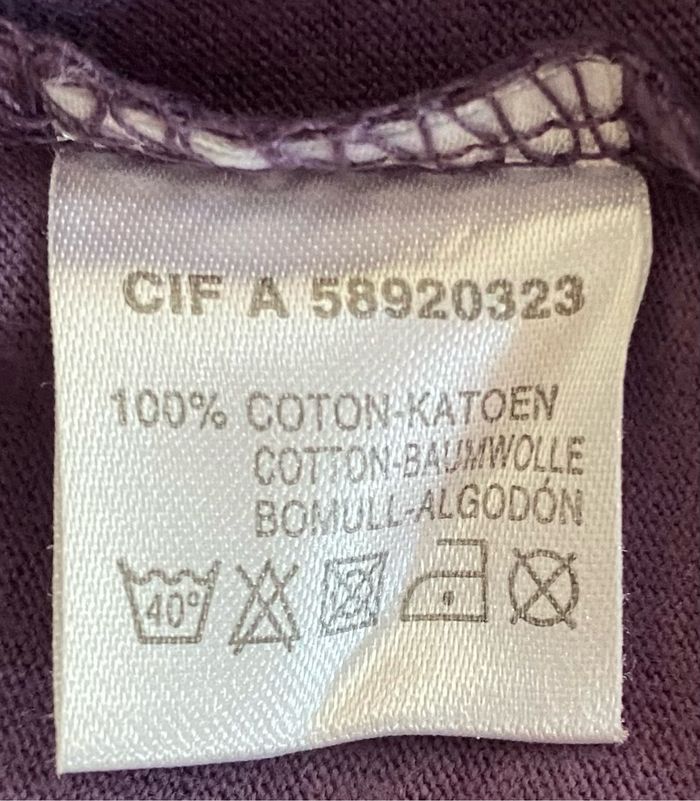 CIF A 58920323
100% COTON-KATOEN
COTTON-BAUMWOLLE
BOMULL-ALGODÓN
40°